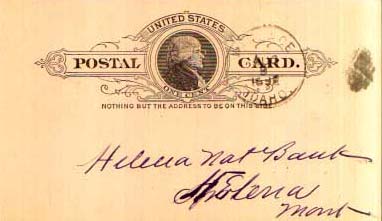 UNITED STATES
POSTAL CARD.
ONE CENT
NOTHING BUT THE ADDRESS TO BE ON THIS SIDE
IDAHO.
Helena Nat Bank
Helena
Mont